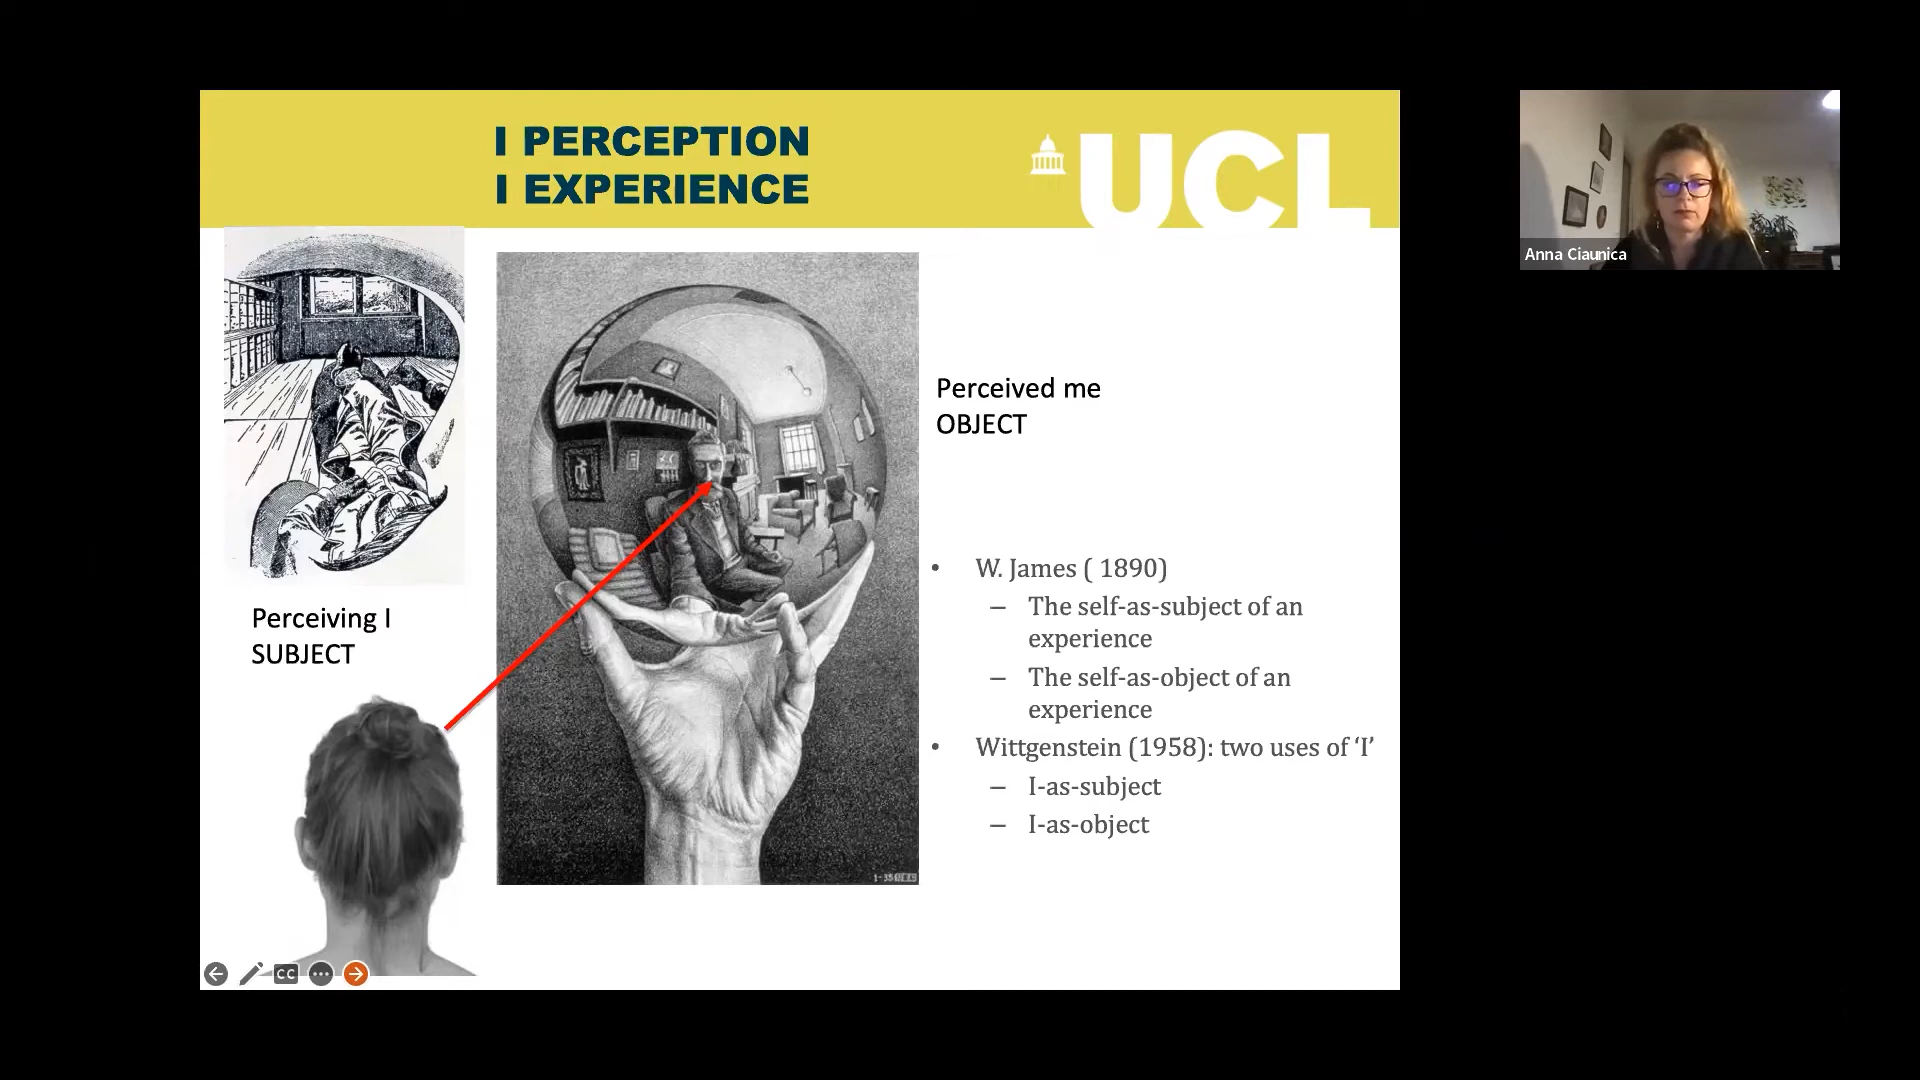 I PERCEPTION
I EXPERIENCE
UCL
Anna Ciaunica
Perceived me
OBJECT
Perceiving I
SUBJECT
• W. James ( 1890)
– The self-as-subject of an
experience
– The self-as-object of an
experience
• Wittgenstein (1958): two uses of ‘I’
– I-as-subject
– I-as-object
CC